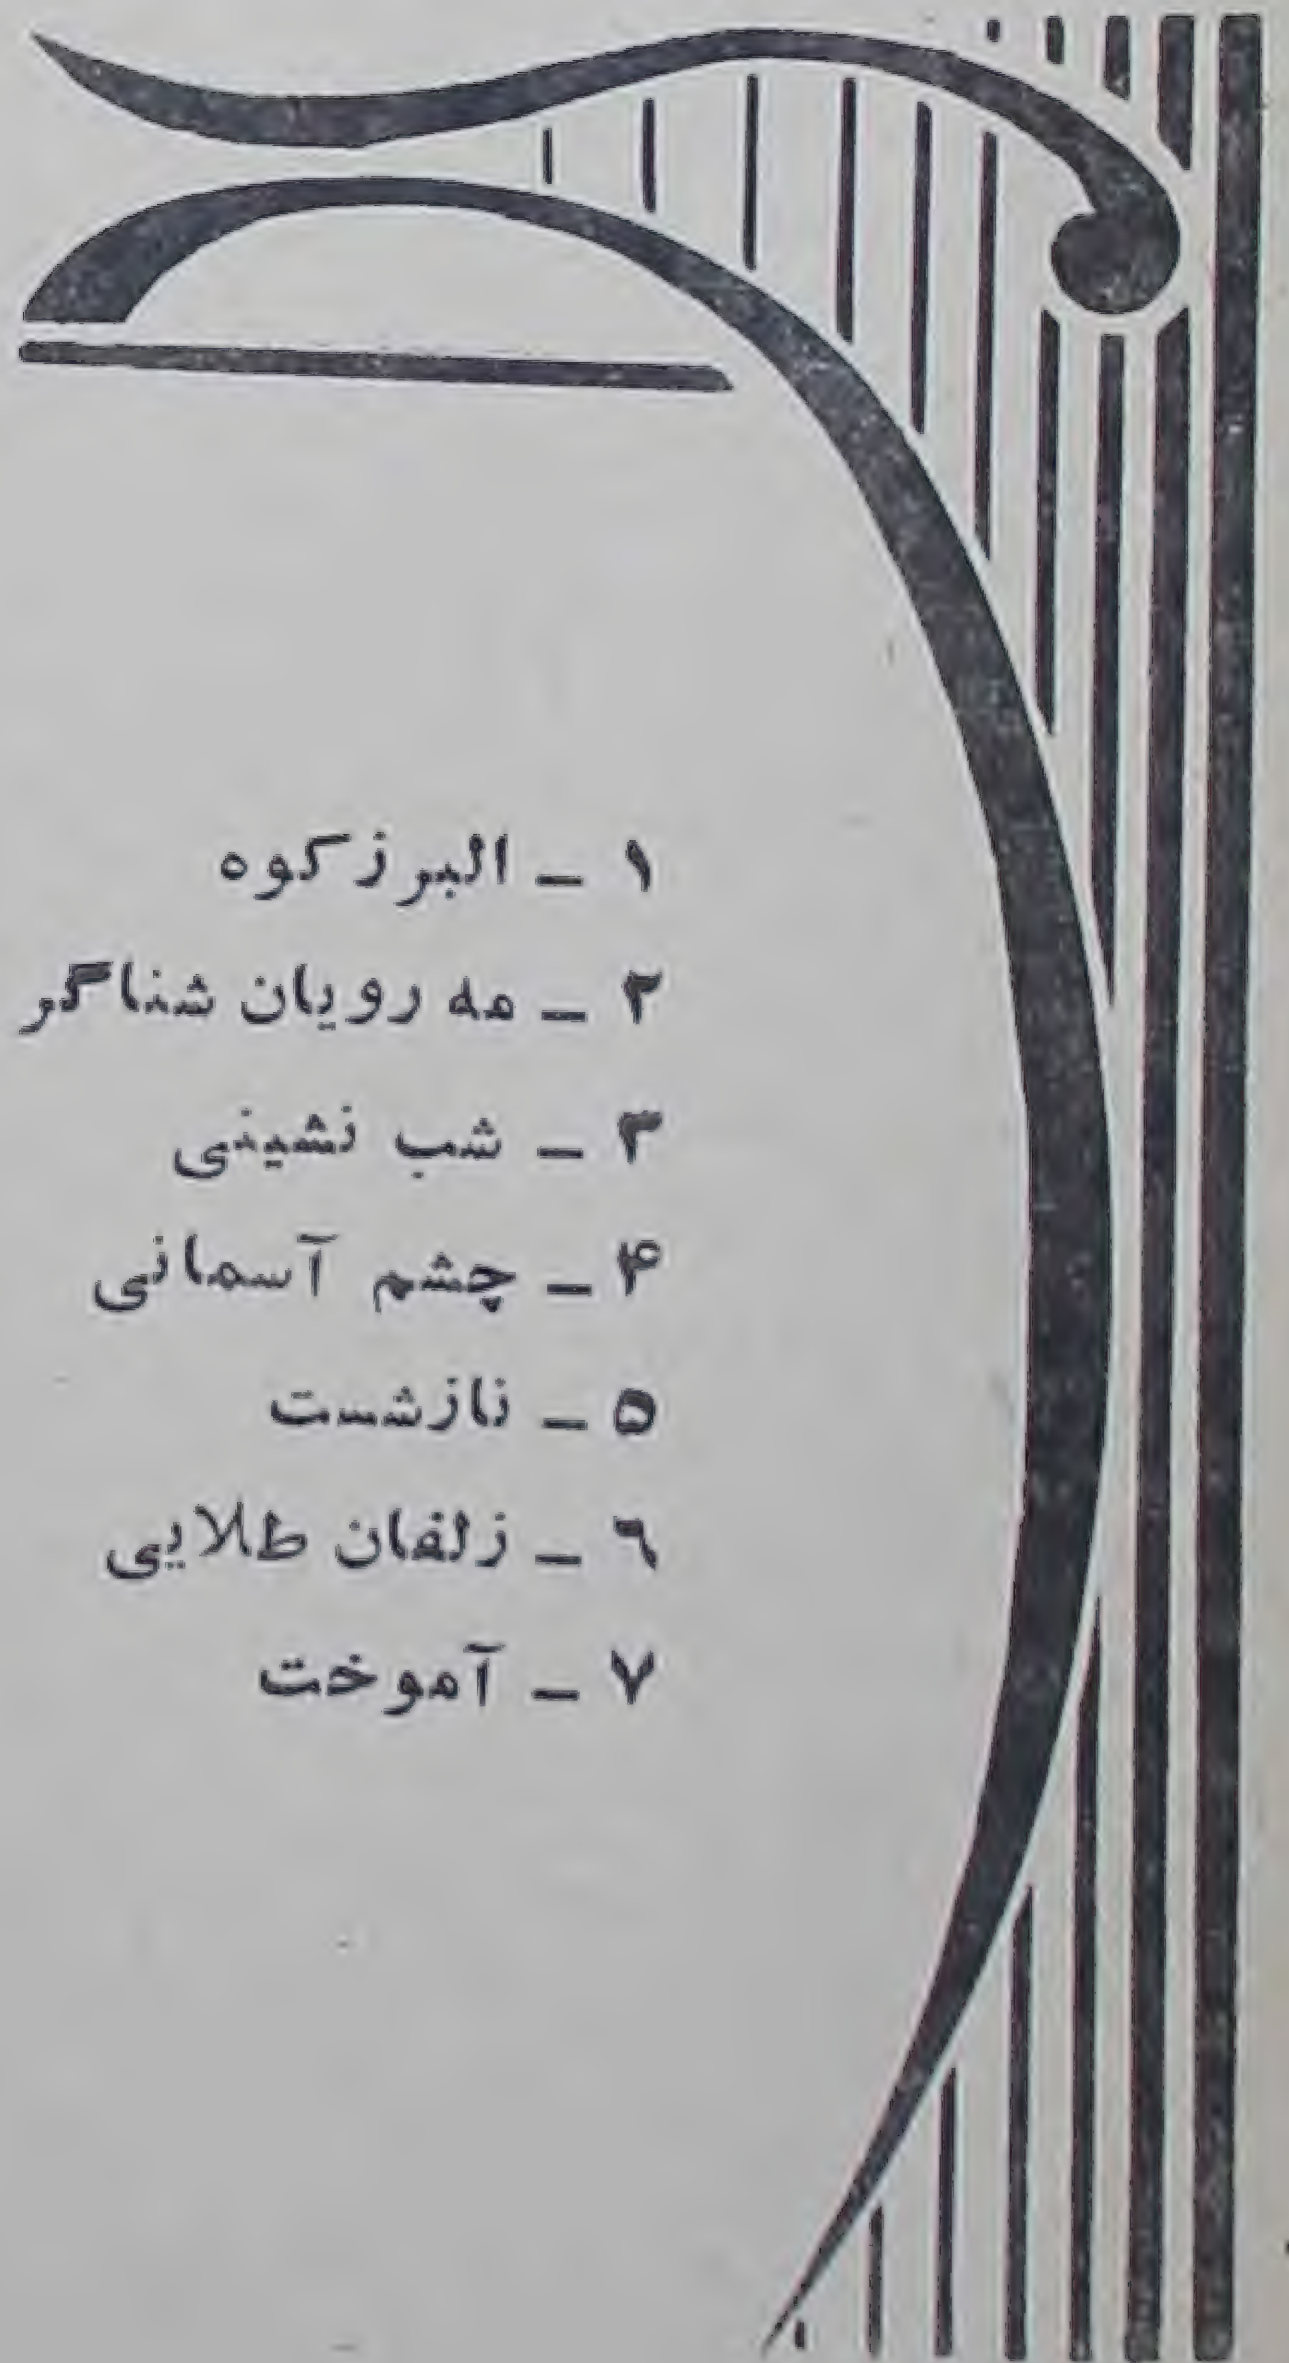 ۱ ـ البرز کوه
۲ ـ مه رویان شناگر
۳ ـ شب نشینی
۴ ـ چشم آسمانی
۵ ـ نازشست
۶ ـ زلفان طلایی
۷ ـ آموخت